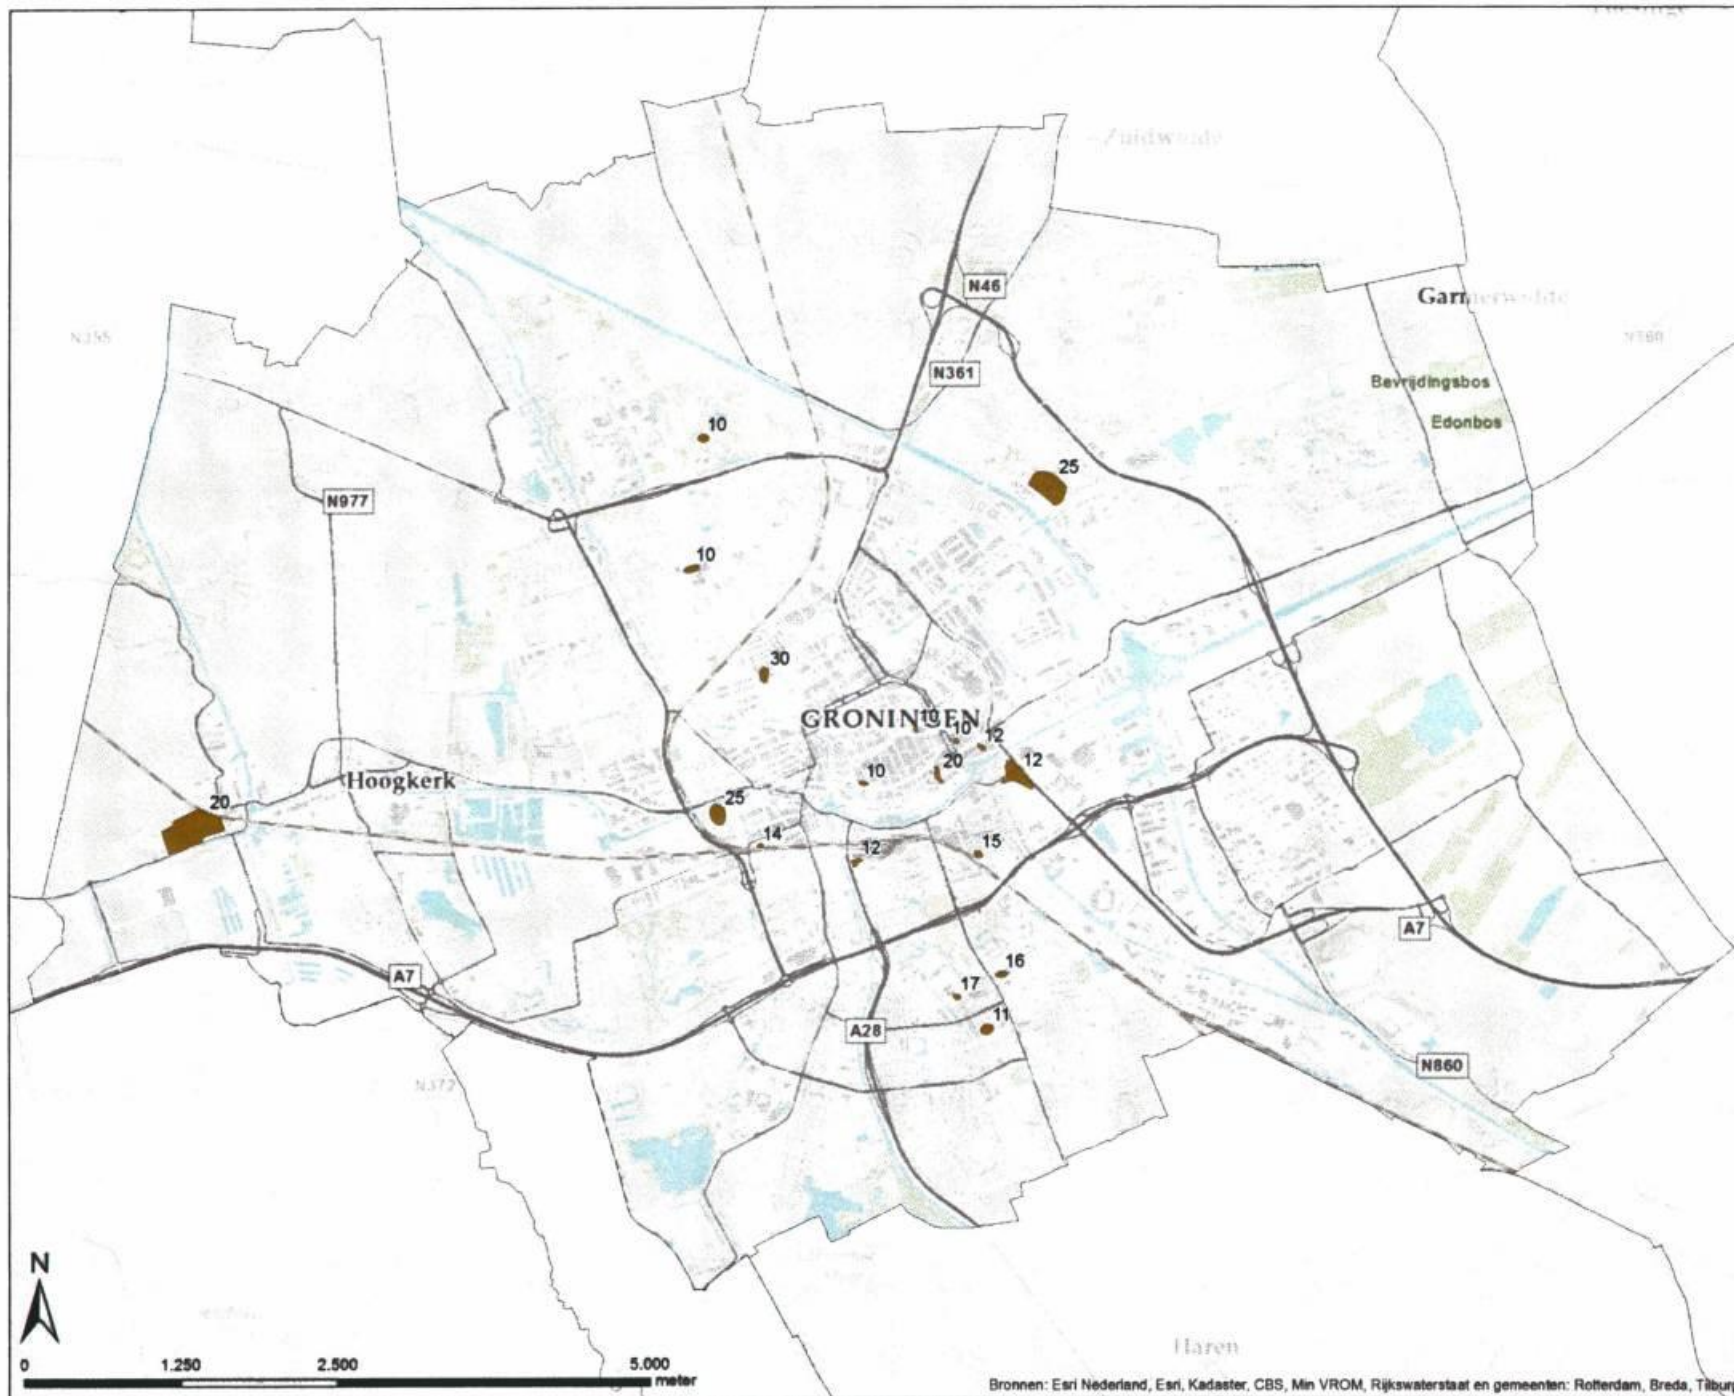 Zuidwolde
N46
Garmerwolde
N355
N360
N361
Bevrijdingsbos
Edonbos
10
25
N977
10
30
GRONINGEN
10
10
12
Hoogkerk
10
20
12
20
25
14
12
15
A7
A7
16
17
A28
11
N860
N372
N
Haren
0 1.250 2.500 5.000
meter
Bronnen: Esri Nederland, Esri, Kadaster, CBS, Min VROM, Rijkswaterstaat en gemeenten: Rotterdam, Breda, Tilburg